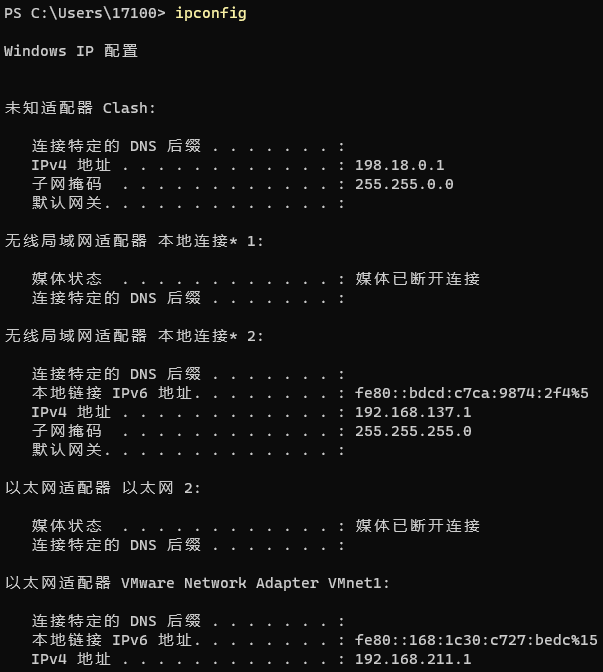 PS C:\Users\17100> ipconfig
Windows IP 配置
未知适配器 Clash:
连接特定的 DNS 后缀 . . . . . . . :
IPv4 地址 . . . . . . . . . . . . : 198.18.0.1
子网掩码  . . . . . . . . . . . . : 255.255.0.0
默认网关. . . . . . . . . . . . . :
无线局域网适配器 本地连接* 1:
媒体状态  . . . . . . . . . . . . : 媒体已断开连接
连接特定的 DNS 后缀 . . . . . . . :
无线局域网适配器 本地连接* 2:
连接特定的 DNS 后缀 . . . . . . . :
本地链接 IPv6 地址. . . . . . . . : fe80::bdcd:c7ca:9874:2f4%5
IPv4 地址 . . . . . . . . . . . . : 192.168.137.1
子网掩码  . . . . . . . . . . . . : 255.255.255.0
默认网关. . . . . . . . . . . . . :
以太网适配器 以太网 2:
媒体状态  . . . . . . . . . . . . : 媒体已断开连接
连接特定的 DNS 后缀 . . . . . . . :
以太网适配器 VMware Network Adapter VMnet1:
连接特定的 DNS 后缀 . . . . . . . :
本地链接 IPv6 地址. . . . . . . . : fe80::168:1c30:c727:bedc%15
IPv4 地址 . . . . . . . . . . . . : 192.168.211.1